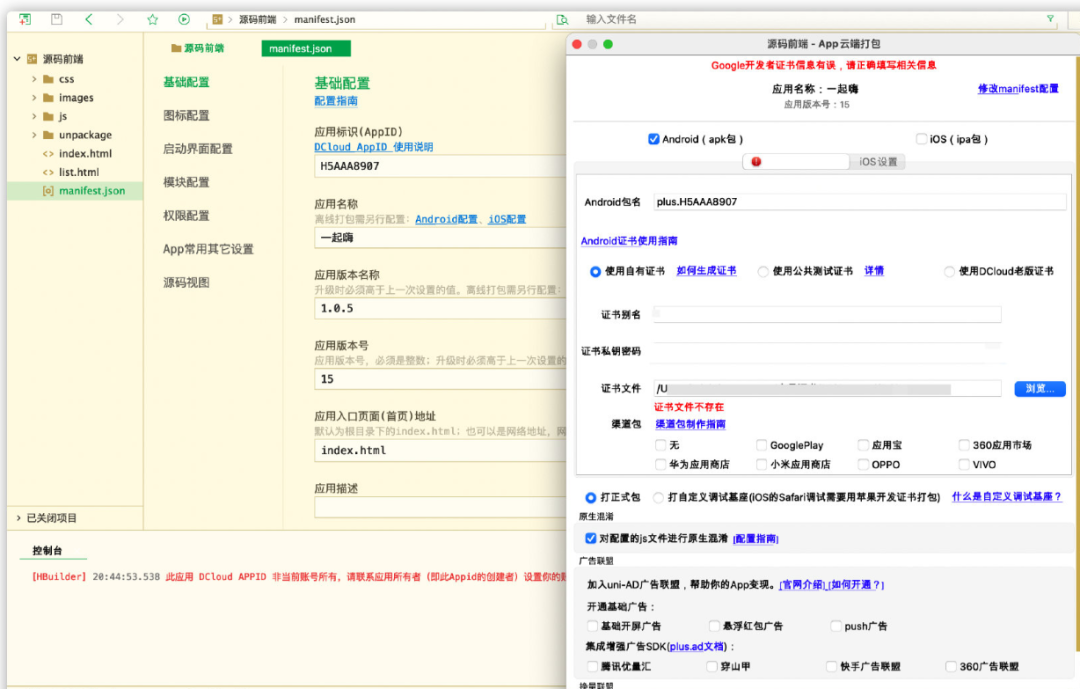 源码前端 manifest.json
输入文件名
源码前端
css
images
js
unpackage
index.html
list.html
manifest.json
已关闭项目
源码前端
manifest.json
基础配置
图标配置
启动界面配置
模块配置
权限配置
App常用其它设置
源码视图
基础配置
配置指南
应用标识(AppID)
DCloud AppID 使用说明
H5AAA8907
应用名称
离线打包需另行配置：Android配置、iOS配置
一起嗨
应用版本名称
升级时必须高于上一次设置的值。离线打包需另行配置：
1.0.5
应用版本号
应用版本号，必须是整数；升级时必须高于上一次设置的
15
应用入口页面(首页)地址
默认为根目录下的index.html；也可以是网络地址，网
index.html
应用描述
控制台
[HBuilder] 20:44:53.538 此应用 DCloud APPID 非当前账号所有。请联系应用所有者（即此Appid的创建者）设置你的
源码前端 - App云端打包
Google开发者证书信息有误，请正确填写相关信息
应用名称：一起嗨
修改manifest配置
应用版本号：15
Android（apk包）
iOS（ipa包）
iOS设置
Android包名
plus.H5AAA8907
Android证书使用指南
使用自有证书 如何生成证书 使用公共测试证书 详情 使用DCloud老版证书
证书别名
证书私钥密码
证书文件
/U
浏览...
证书文件不存在
渠道包 渠道包制作指南
无 GooglePlay 应用宝 360应用市场
华为应用商店 小米应用商店 OPPO VIVO
打正式包 打自定义调试基座(iOS的Safari调试需要用苹果开发证书打包) 什么是自定义调试基座？
原生混淆
对配置的js文件进行原生混淆 [配置指南]
广告联盟
加入uni-AD广告联盟，帮助你的App变现。[官网介绍] [如何开通？]
开通基础广告：
基础开屏广告 悬浮红包广告 push广告
集成增强广告SDK(plus.ad文档)：
腾讯优量汇 穿山甲 快手广告联盟 360广告联盟
换量联盟